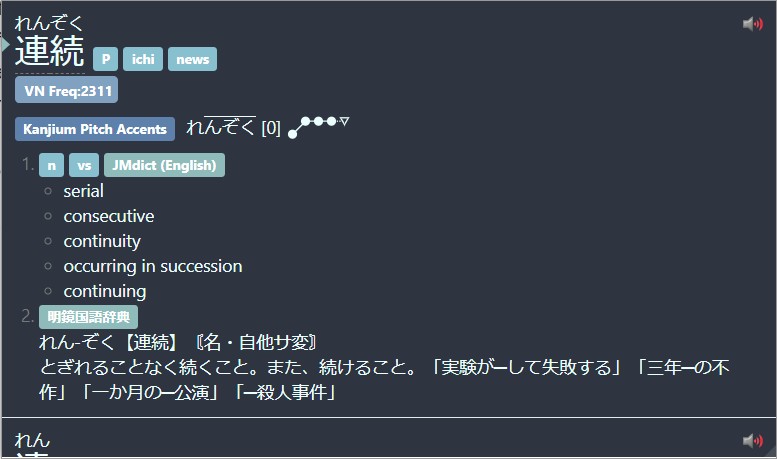 れんぞく
連続 P ichi news
VN Freq:2311
Kanjium Pitch Accents れんぞく [0]
1. n vs JMdict (English)
serial
consecutive
continuity
occurring in succession
continuing
2. 明鏡国語辞典
れん‐ぞく【連続】〘名・自他サ変〙
とぎれることなく続くこと。また、続けること。「実験が━して失敗する」「三年━の不
作」「一か月の━公演」「━殺人事件」
れん
連